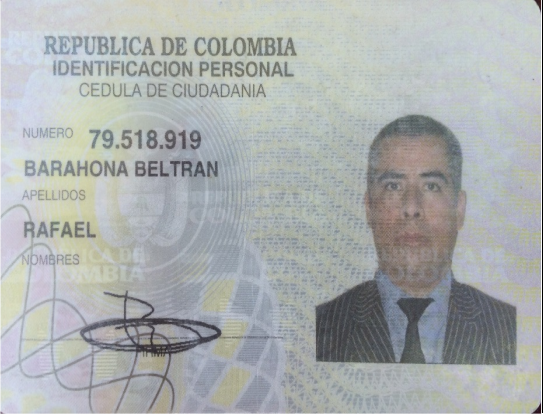 REPUBLICA DE COLOMBIA
IDENTIFICACION PERSONAL
CEDULA DE CIUDADANIA
NUMERO 79.518.919
BARAHONA BELTRAN
APELLIDOS
RAFAEL
NOMBRES
FIRMA